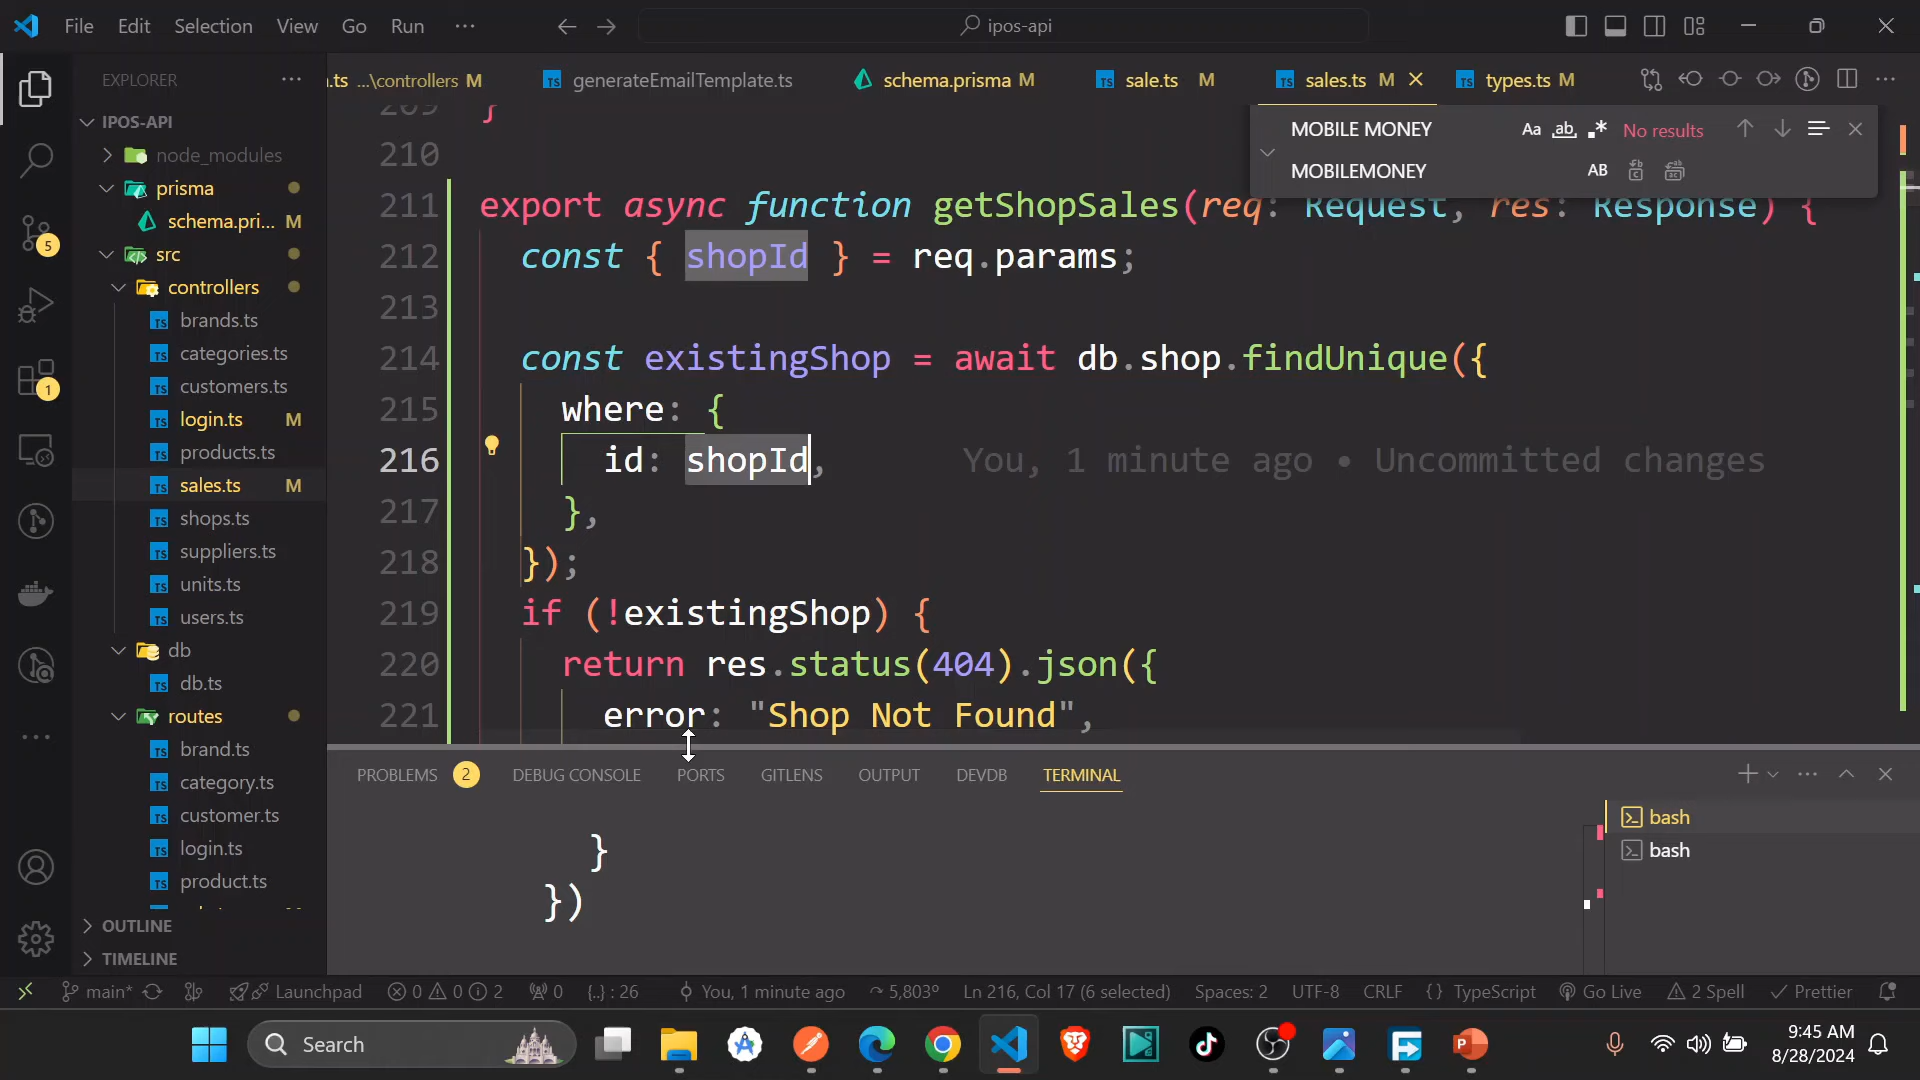 File Edit Selection View Go Run ···
ipos-api
EXPLORER
.ts ...\controllers M
generateEmailTemplate.ts
schema.prisma M
sale.ts M
sales.ts M
types.ts M
MOBILE MONEY
Aa ab .* No results
MOBILEMONEY
AB
IPOS-API
node_modules
prisma
schema.pri... M
src
controllers
brands.ts
categories.ts
customers.ts
login.ts M
products.ts
sales.ts M
shops.ts
suppliers.ts
units.ts
users.ts
db
db.ts
routes
brand.ts
category.ts
customer.ts
login.ts
product.ts
OUTLINE
TIMELINE
209 }
210
211 export async function getShopSales(req: Request, res: Response) {
212 const { shopId } = req.params;
213
214 const existingShop = await db.shop.findUnique({
215 where: {
216 id: shopId, You, 1 minute ago • Uncommitted changes
217 },
218 });
219 if (!existingShop) {
220 return res.status(404).json({
221 error: "Shop Not Found",
PROBLEMS 2 DEBUG CONSOLE PORTS GITLENS OUTPUT DEVDB TERMINAL
}
})
bash
bash
5
1
main* Launchpad 0 0 2 0 {..} : 26 You, 1 minute ago 5,803º Ln 216, Col 17 (6 selected) Spaces: 2 UTF-8 CRLF {} TypeScript Go Live 2 Spell Prettier
Search
9:45 AM
8/28/2024